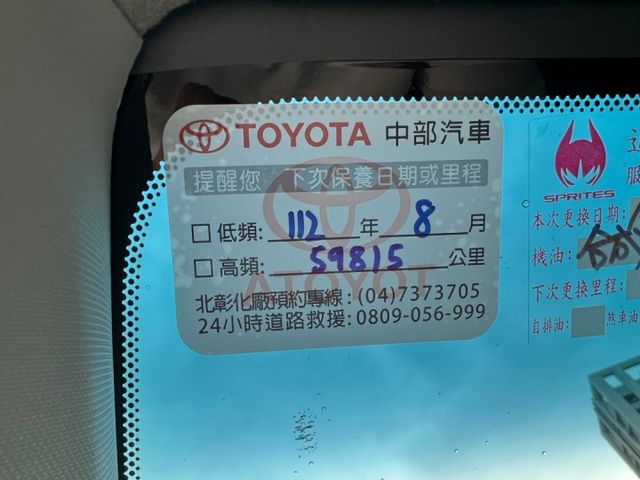 TOYOTA 中部汽車
提醒您 下次保養日期或里程
低頻: 112 年 8 月
高頻: 59815 公里
ATOYOT
北彰化廠預約專線:(04)7373705
24小時道路救援:0809-056-999
SPRITES
本次更換日期:
機油:
下次更換里程:
自排油: 煞車油